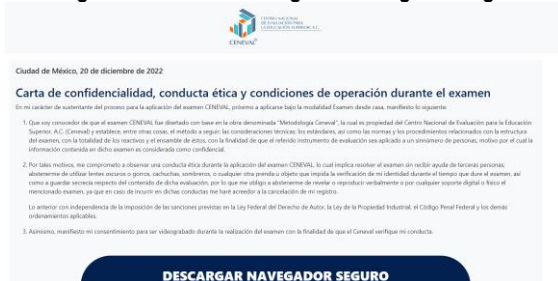 CENTRO NACIONAL
DE EVALUACIÓN PARA
LA EDUCACIÓN SUPERIOR, A.C.
CENEVAL®
Ciudad de México, 20 de diciembre de 2022
Carta de confidencialidad, conducta ética y condiciones de operación durante el examen
En mi carácter de sustentante del proceso para la aplicación del examen CENEVAL, próximo a aplicarse bajo la modalidad Examen desde casa, manifiesto lo siguiente:
1. Que soy conocedor de que el examen CENEVAL fue diseñado con base en la obra denominada "Metodología Ceneval", la cual es propiedad del Centro Nacional de Evaluación para la Educación
Superior, A.C. (Ceneval) y establece, entre otras cosas, el método a seguir; las consideraciones técnicas; los estándares, así como las normas y los procedimientos relacionados con la estructura
del examen, con la totalidad de los reactivos y el ensamble de éstos, con la finalidad de que el referido instrumento de evaluación sea aplicado a un sinnúmero de personas, motivo por el cual la
información contenida en dicho examen es considerada como confidencial.
2. Por tales motivos, me comprometo a observar una conducta ética durante la aplicación del examen CENEVAL, lo cual implica resolver el examen sin recibir ayuda de terceras personas;
abstenerme de utilizar lentes oscuros o gorros, cachuchas, sombreros, o cualquier otra prenda u objeto que impida la verificación de mi identidad durante el tiempo que dure el examen, así
como a guardar secrecía respecto del contenido de dicha evaluación, por lo que me obligo a abstenerme de revelar o reproducir verbalmente o por cualquier soporte digital o físico el
mencionado examen, ya que en caso de incurrir en dichas conductas me haré acreedor a la cancelación de mi registro.
Lo anterior con independencia de la imposición de las sanciones previstas en la Ley Federal del Derecho de Autor, la Ley de la Propiedad Industrial, el Código Penal Federal y los demás
ordenamientos aplicables.
3. Asimismo, manifiesto mi consentimiento para ser videograbado durante la realización del examen con la finalidad de que el Ceneval verifique mi conducta.
DESCARGAR NAVEGADOR SEGURO